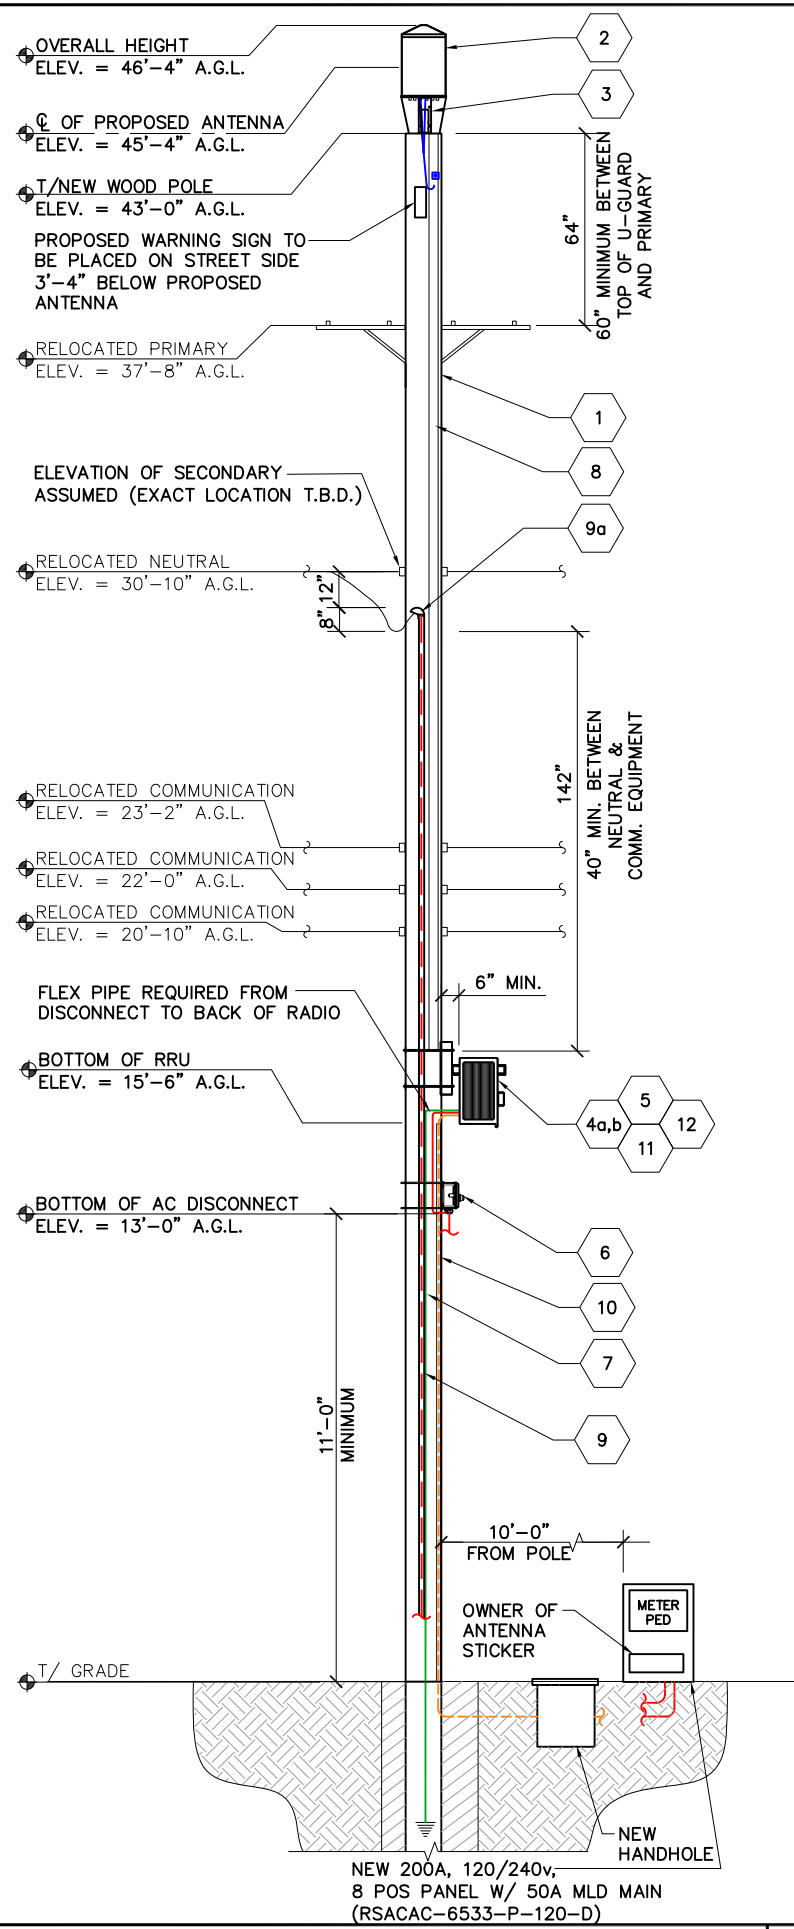 OVERALL HEIGHT
ELEV. = 46'-4" A.G.L.
2
3
℄ OF PROPOSED ANTENNA
ELEV. = 45'-4" A.G.L.
T/NEW WOOD POLE
ELEV. = 43'-0" A.G.L.
PROPOSED WARNING SIGN TO
BE PLACED ON STREET SIDE
3'-4" BELOW PROPOSED
ANTENNA
64"
60" MINIMUM BETWEEN
TOP OF U-GUARD
AND PRIMARY
RELOCATED PRIMARY
ELEV. = 37'-8" A.G.L.
1
8
ELEVATION OF SECONDARY
ASSUMED (EXACT LOCATION T.B.D.)
9a
RELOCATED NEUTRAL
ELEV. = 30'-10" A.G.L.
12"
8"
142"
40" MIN. BETWEEN
NEUTRAL &
COMM. EQUIPMENT
RELOCATED COMMUNICATION
ELEV. = 23'-2" A.G.L.
RELOCATED COMMUNICATION
ELEV. = 22'-0" A.G.L.
RELOCATED COMMUNICATION
ELEV. = 20'-10" A.G.L.
6" MIN.
FLEX PIPE REQUIRED FROM
DISCONNECT TO BACK OF RADIO
BOTTOM OF RRU
ELEV. = 15'-6" A.G.L.
5
4a,b
12
11
BOTTOM OF AC DISCONNECT
ELEV. = 13'-0" A.G.L.
6
10
7
9
11'-0"
MINIMUM
10'-0"
FROM POLE
METER
PED
OWNER OF
ANTENNA
STICKER
T/ GRADE
NEW
HANDHOLE
NEW 200A, 120/240v,
8 POS PANEL W/ 50A MLD MAIN
(RSACAC-6533-P-120-D)